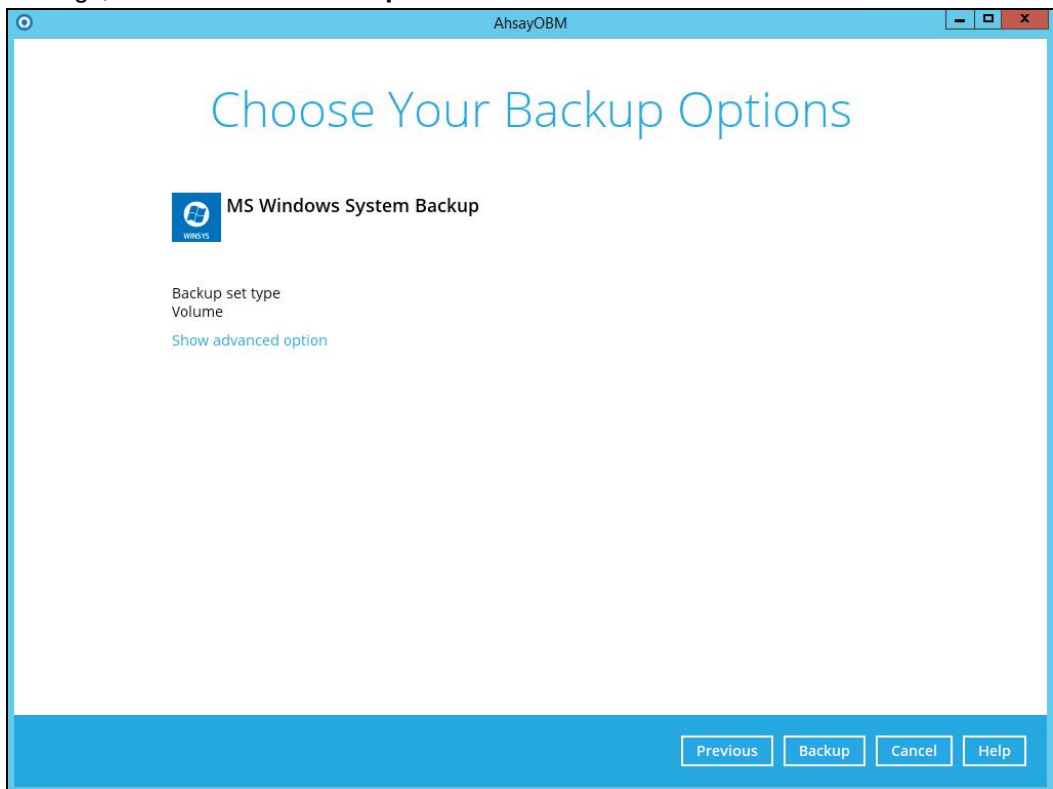 AhsayOBM
Choose Your Backup Options
MS Windows System Backup
WINSYS
Backup set type
Volume
Show advanced option
Previous Backup Cancel Help